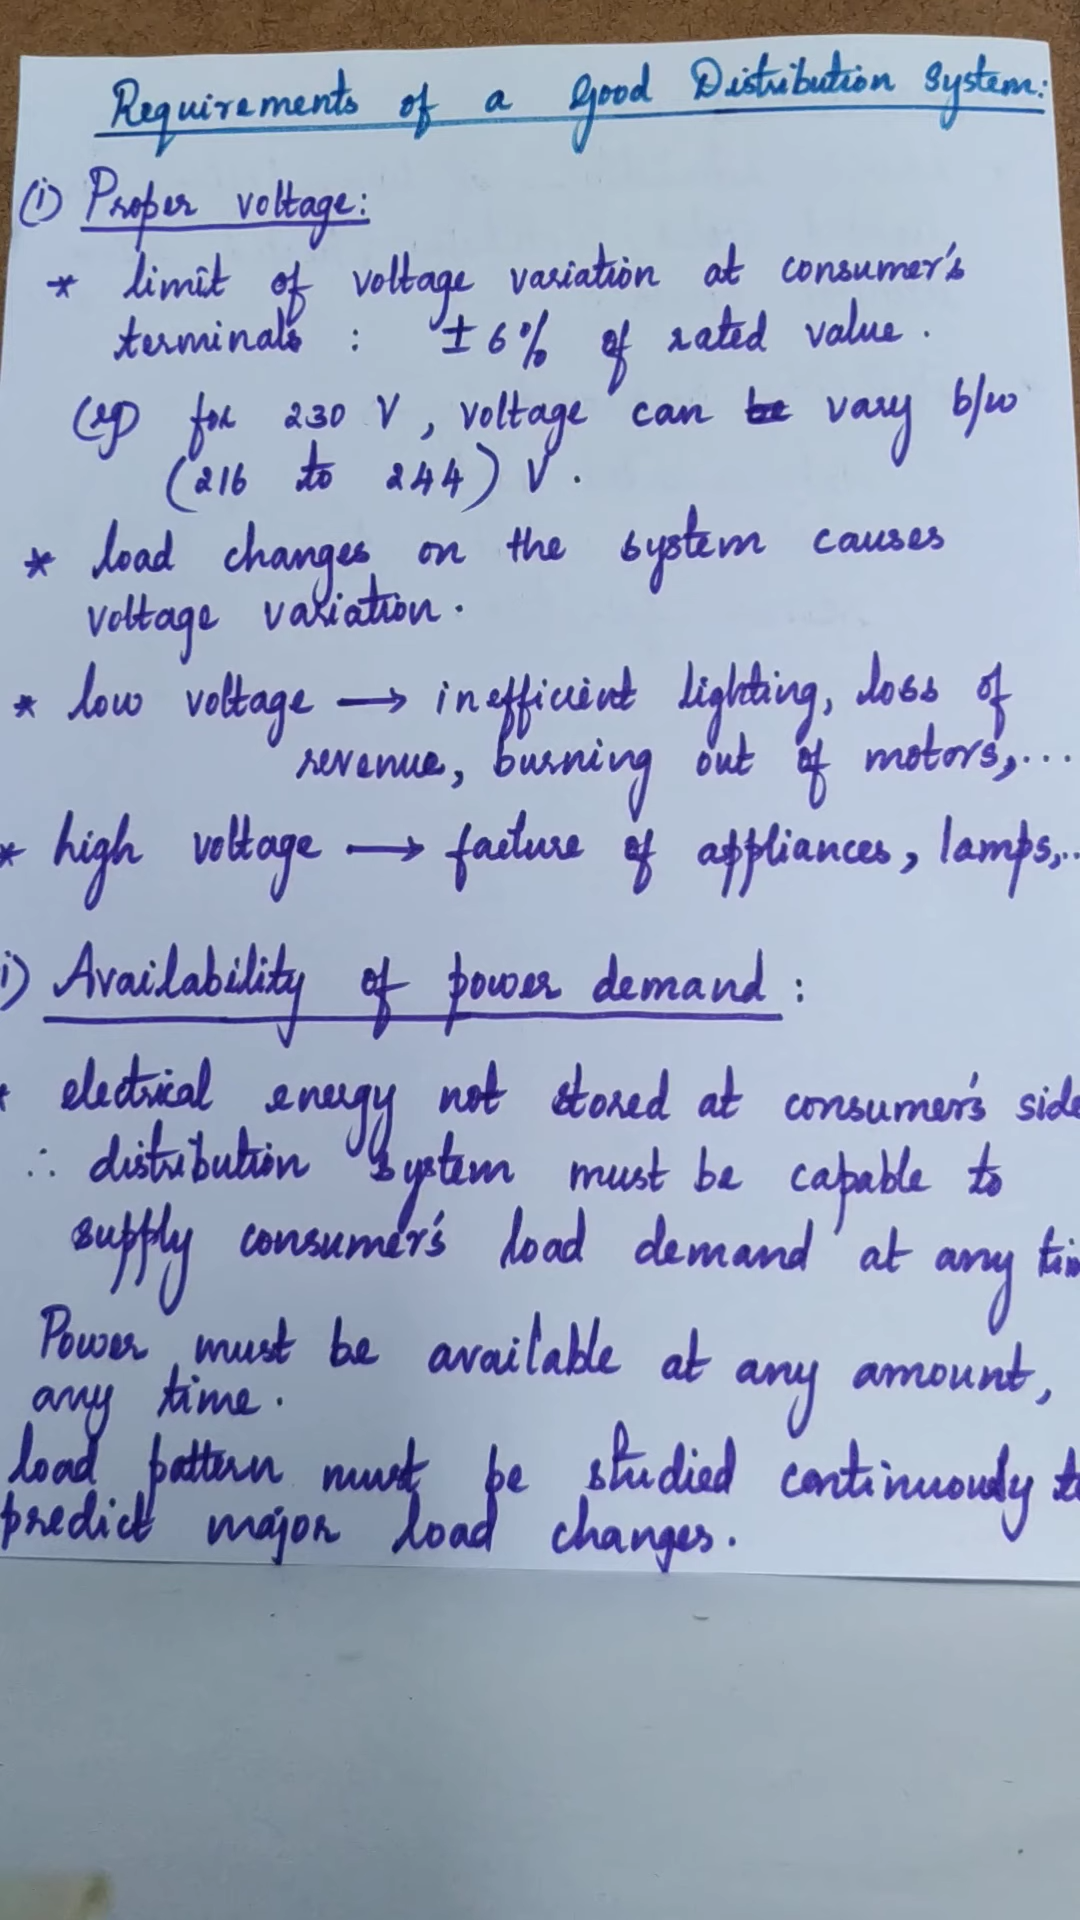 Requirements of a Good Distribution System:
(i) Proper voltage:
* limit of voltage variation at consumer's
terminals : ±6% of rated value.
(eg) for 230 V, voltage can be vary b/w
(216 to 244) V.
* load changes on the system causes
voltage variation.
* low voltage → inefficient lighting, loss of
revenue, burning out of motors,...
* high voltage → failure of appliances, lamps,..
i) Availability of power demand :
* electrical energy not stored at consumer's side
∴ distribution system must be capable to
supply consumer's load demand at any tim
Power must be available at any amount,
any time.
load pattern must be studied continuously to
predict major load changes.